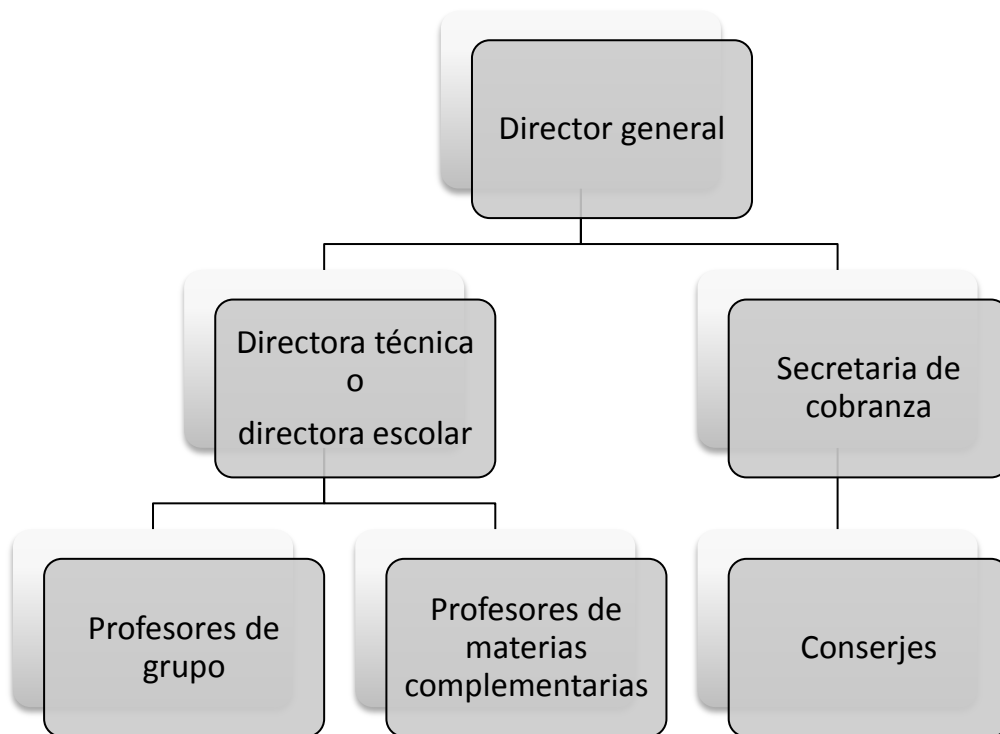 Director general
Directora técnica
o
directora escolar
Secretaria de
cobranza
Profesores de
grupo
Profesores de
materias
complementarias
Conserjes